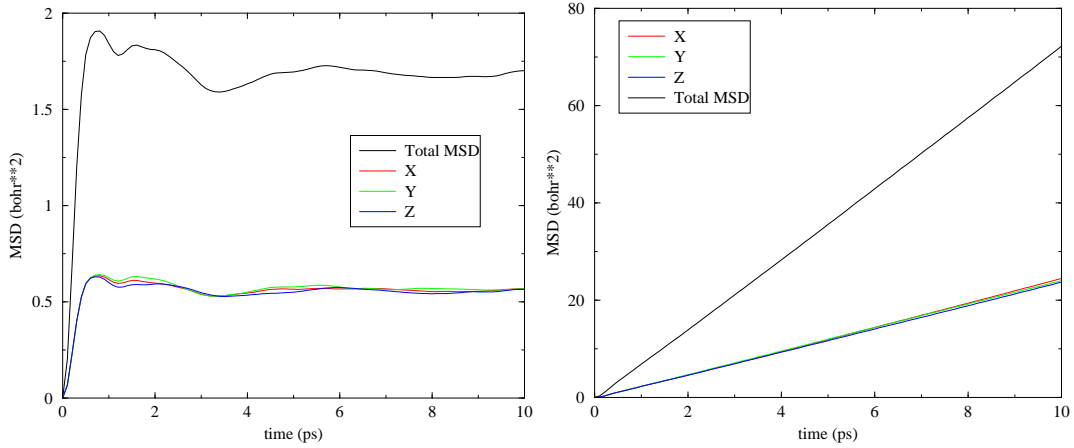 2
1.5
1
0.5
0
MSD (bohr**2)
0 2 4 6 8 10
time (ps)
Total MSD
X
Y
Z
80
60
40
20
0
MSD (bohr**2)
0 2 4 6 8 10
time (ps)
X
Y
Z
Total MSD